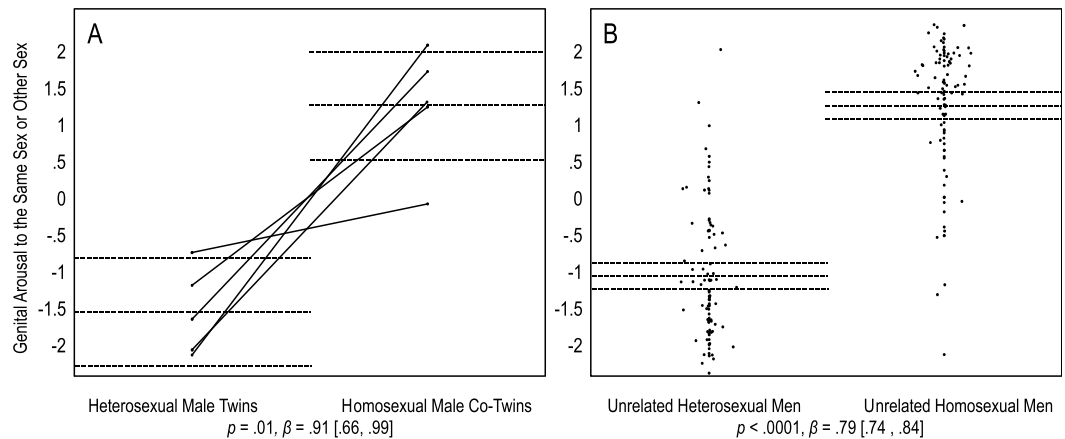 Genital Arousal to the Same Sex or Other Sex
A
2
1.5
1
.5
0
-.5
-1
-1.5
-2
Heterosexual Male Twins
Homosexual Male Co-Twins
p = .01, β = .91 [.66, .99]
B
2
1.5
1
.5
0
-.5
-1
-1.5
-2
Unrelated Heterosexual Men
Unrelated Homosexual Men
p < .0001, β = .79 [.74 , .84]